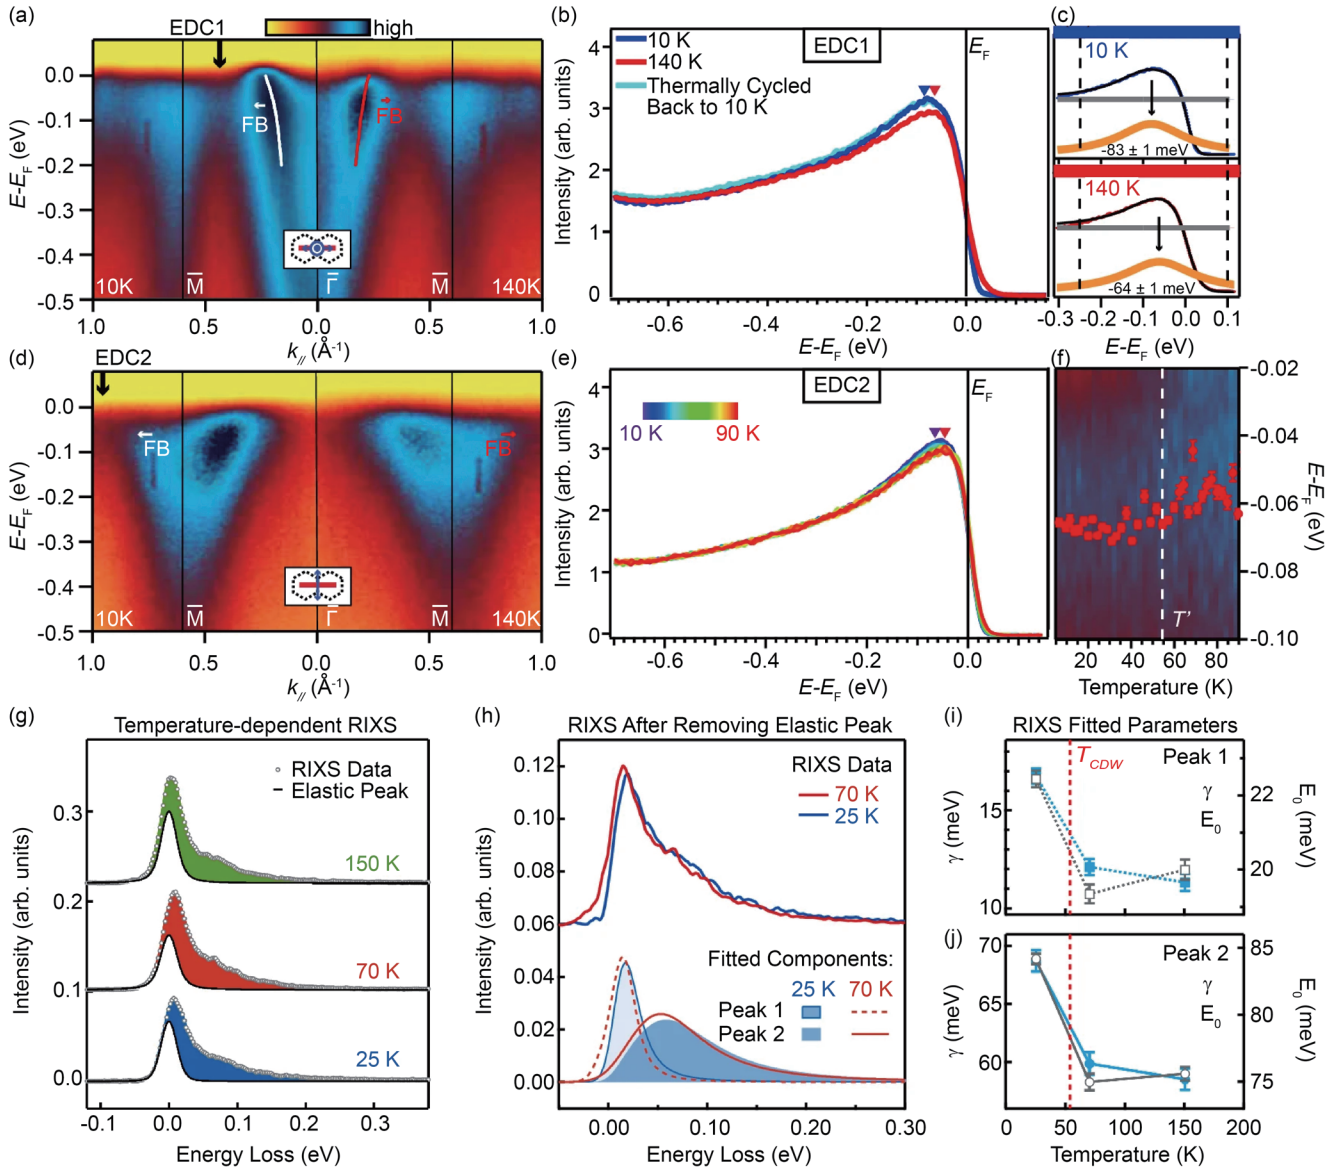 (a)
EDC1
high
E-E_F (eV)
0.0
-0.1
-0.2
-0.3
-0.4
-0.5
FB
FB
10K
M̅
Γ̅
M̅
140K
1.0
0.5
0.0
0.5
1.0
k_// (Å⁻¹)
(b)
10 K
140 K
Thermally Cycled
Back to 10 K
EDC1
E_F
Intensity (arb. units)
4
3
2
1
0
-0.6
-0.4
-0.2
0.0
E-E_F (eV)
(c)
10 K
-83 ± 1 meV
140 K
-64 ± 1 meV
-0.3
-0.2
-0.1
0.0
0.1
E-E_F (eV)
(d)
EDC2
E-E_F (eV)
0.0
-0.1
-0.2
-0.3
-0.4
-0.5
FB
FB
10K
M̅
Γ̅
M̅
140K
1.0
0.5
0.0
0.5
1.0
k_// (Å⁻¹)
(e)
EDC2
E_F
10 K
90 K
Intensity (arb. units)
4
3
2
1
0
-0.6
-0.4
-0.2
0.0
E-E_F (eV)
(f)
-0.02
-0.04
-0.06
-0.08
-0.10
E-E_F (eV)
T'
20
40
60
80
Temperature (K)
(g)
Temperature-dependent RIXS
RIXS Data
Elastic Peak
150 K
70 K
25 K
Intensity (arb. units)
0.3
0.2
0.1
0.0
-0.1
0.0
0.1
0.2
0.3
Energy Loss (eV)
(h)
RIXS After Removing Elastic Peak
RIXS Data
70 K
25 K
Fitted Components:
25 K 70 K
Peak 1
Peak 2
Intensity (arb. units)
0.12
0.10
0.08
0.06
0.04
0.02
0.00
0.00
0.10
0.20
0.30
Energy Loss (eV)
(i)
RIXS Fitted Parameters
T_CDW
Peak 1
γ
E₀
γ (meV)
15
10
22
20
E₀ (meV)
(j)
Peak 2
γ
E₀
γ (meV)
70
65
60
85
80
75
E₀ (meV)
0
50
100
150
200
Temperature (K)